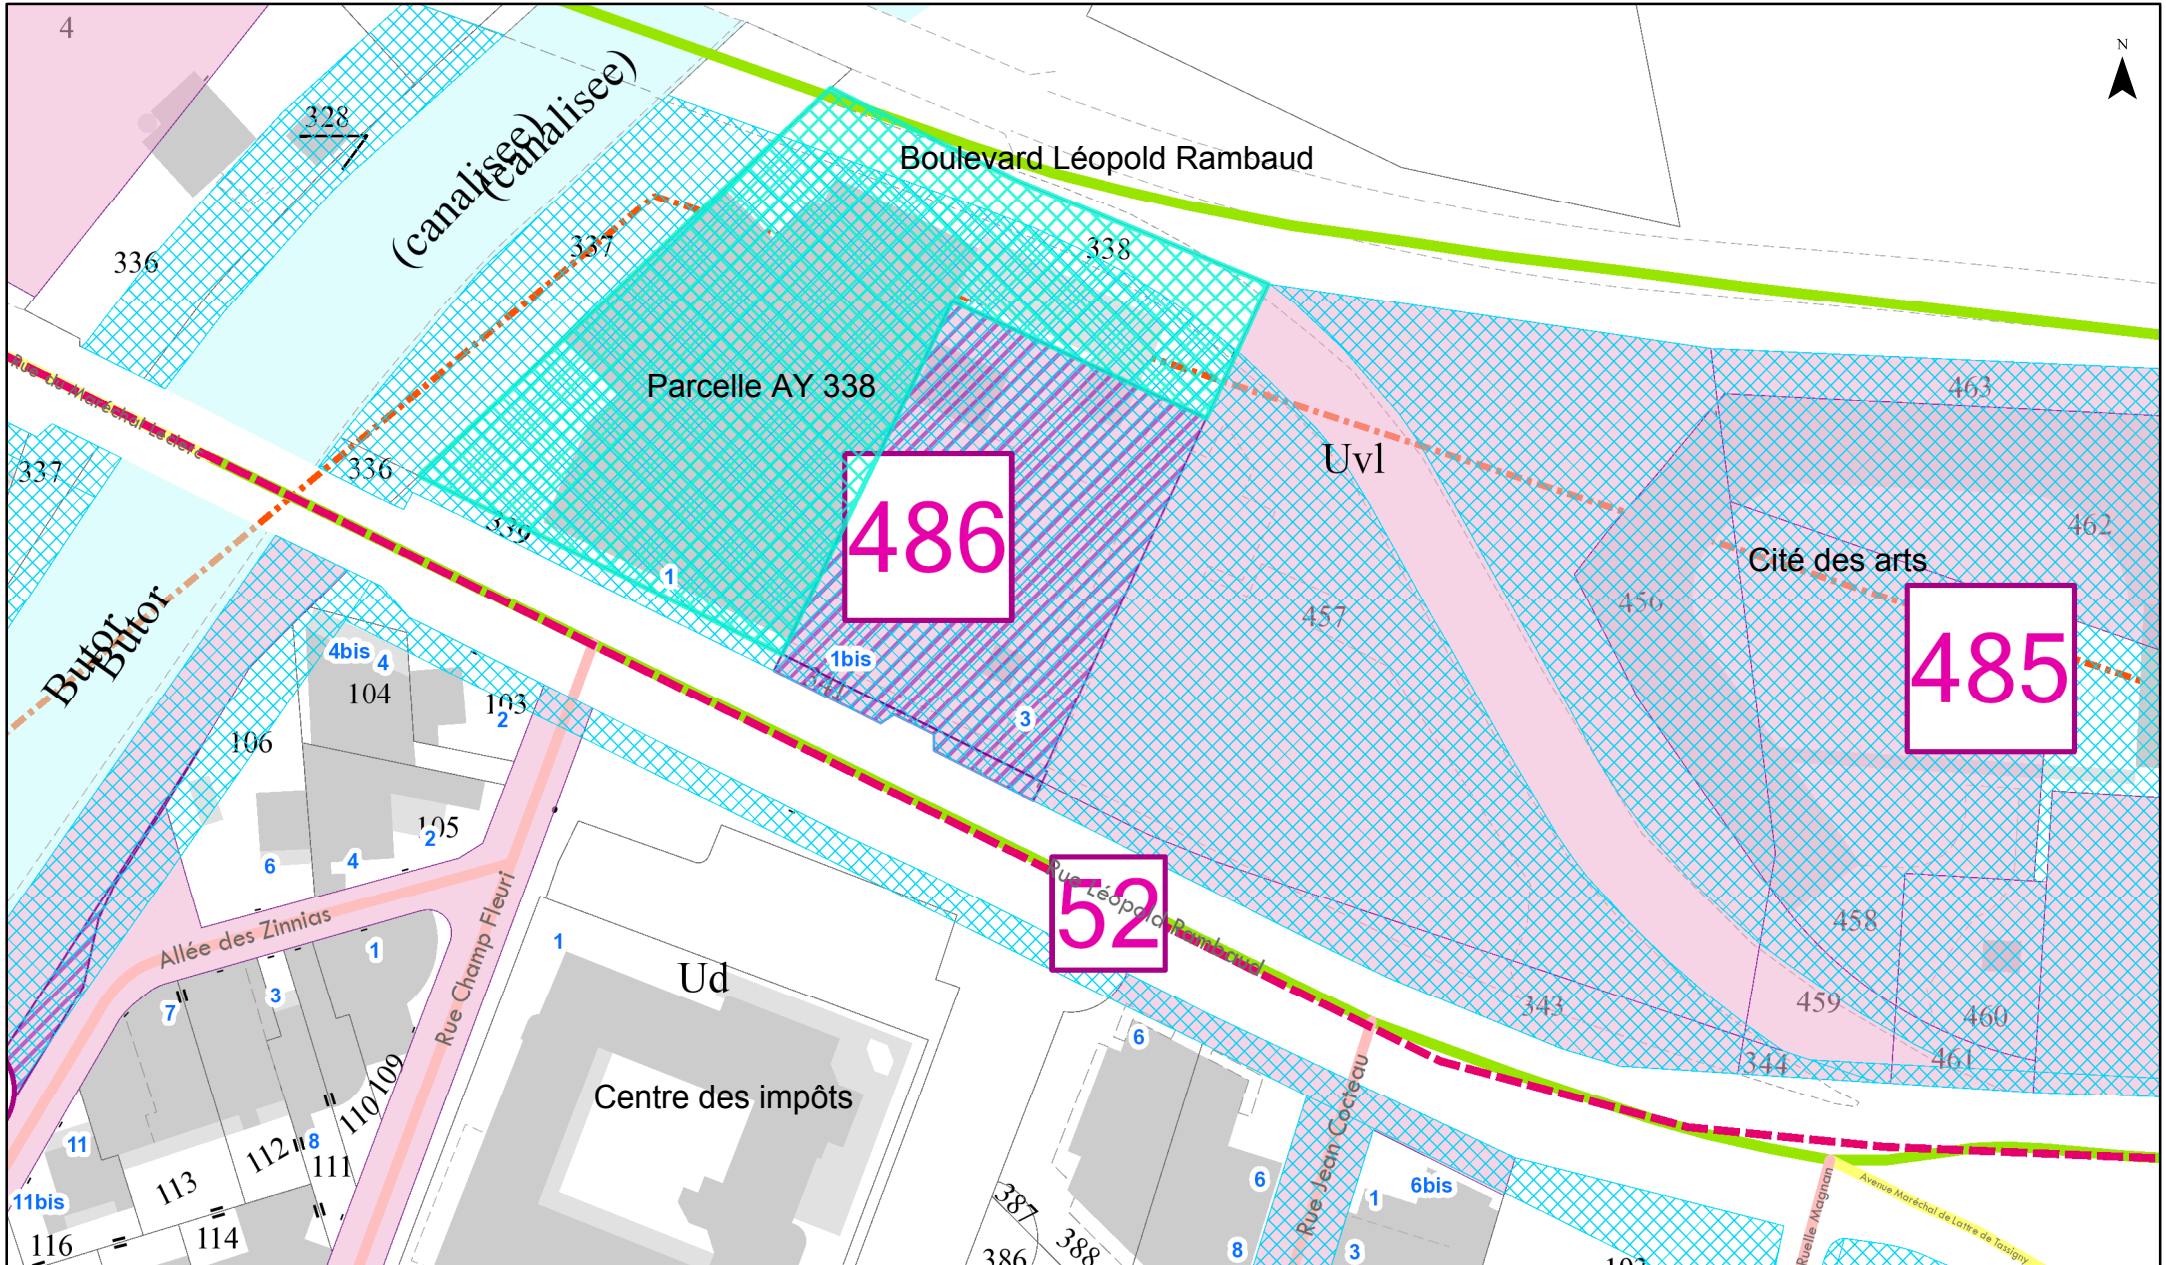 4
N
328
(canalisee)
(canalisee)
Boulevard Léopold Rambaud
336
337
338
Parcelle AY 338
463
Rue du Maréchal Leclerc
Uvl
337
336
486
462
339
Cité des arts
1
456
457
485
Butor
Butor
4bis
4
104
1bis
103
2
3
106
105
2
6
4
52
Rue Léopold Rambaud
458
Allée des Zinnias
1
1
Rue Champ Fleuri
Ud
7
3
343
459
460
6
344
461
109
110
Centre des impôts
Rue Jean Cocteau
11
112
8
111
113
6
1
6bis
Ruelle Magnan
Avenue Maréchal de Lattre de Tassigny
11bis
387
116
114
388
386
8
3